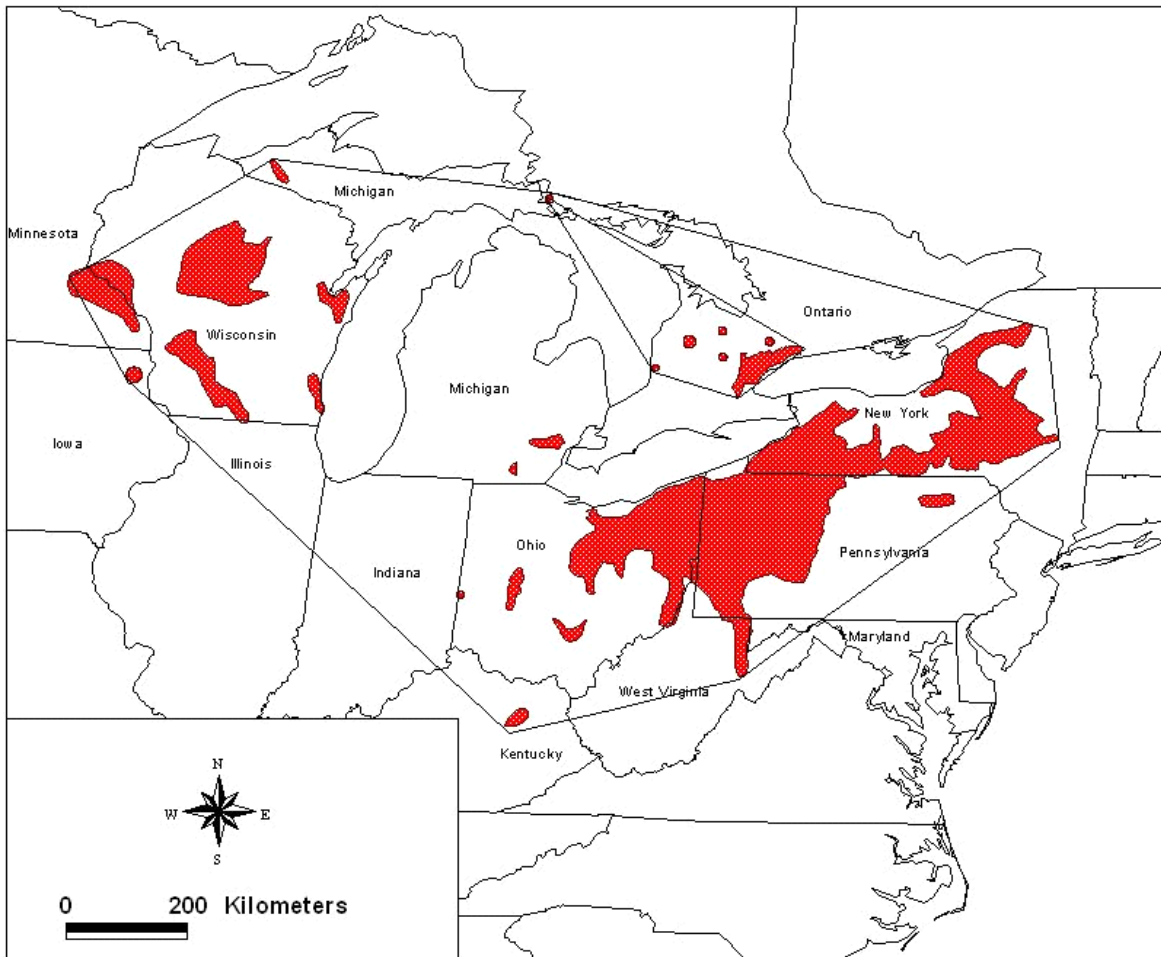 Michigan
Minnesota
Ontario
Wisconsin
Michigan
New York
Iowa
Illinois
Ohio
Pennsylvania
Indiana
Maryland
West Virginia
Kentucky
N
W E
S
0 200 Kilometers